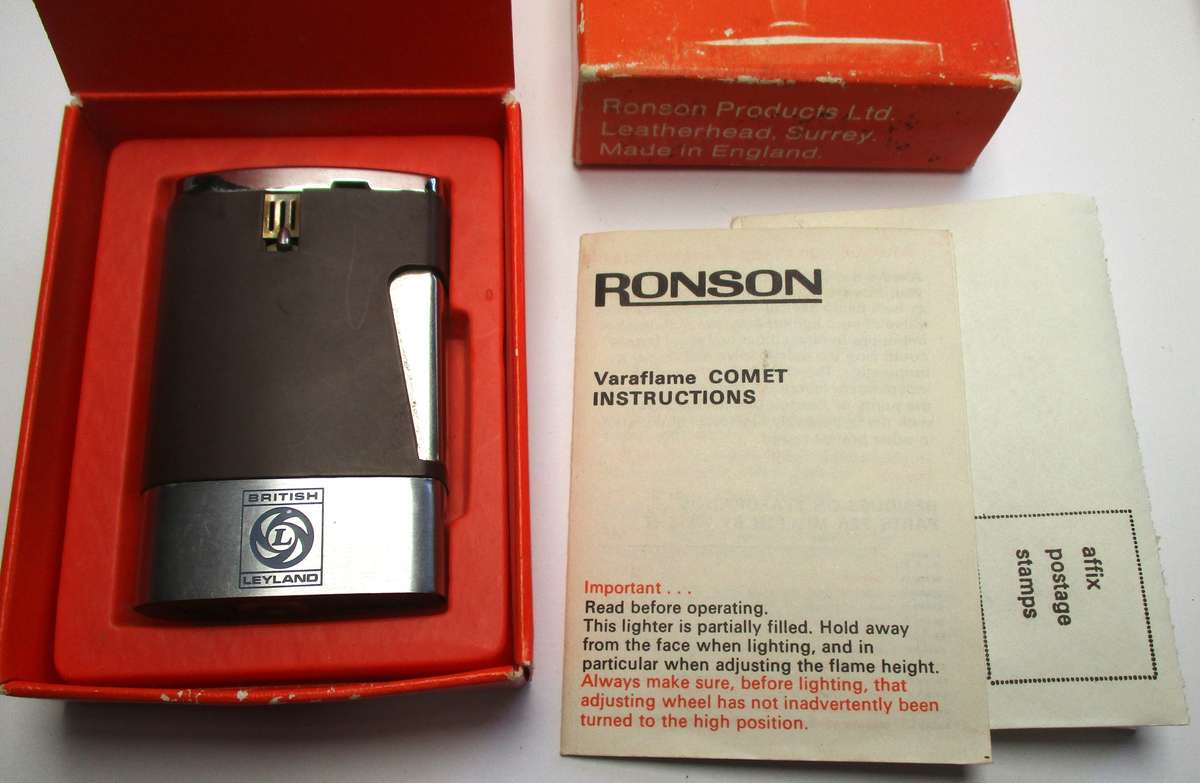 BRITISH
L
LEYLAND
Ronson Products Ltd.
Leatherhead, Surrey.
Made in England.
RONSON
Varaflame COMET
INSTRUCTIONS
Important . . .
Read before operating.
This lighter is partially filled. Hold away
from the face when lighting, and in
particular when adjusting the flame height.
Always make sure, before lighting, that
adjusting wheel has not inadvertently been
turned to the high position.
affix
postage
stamps